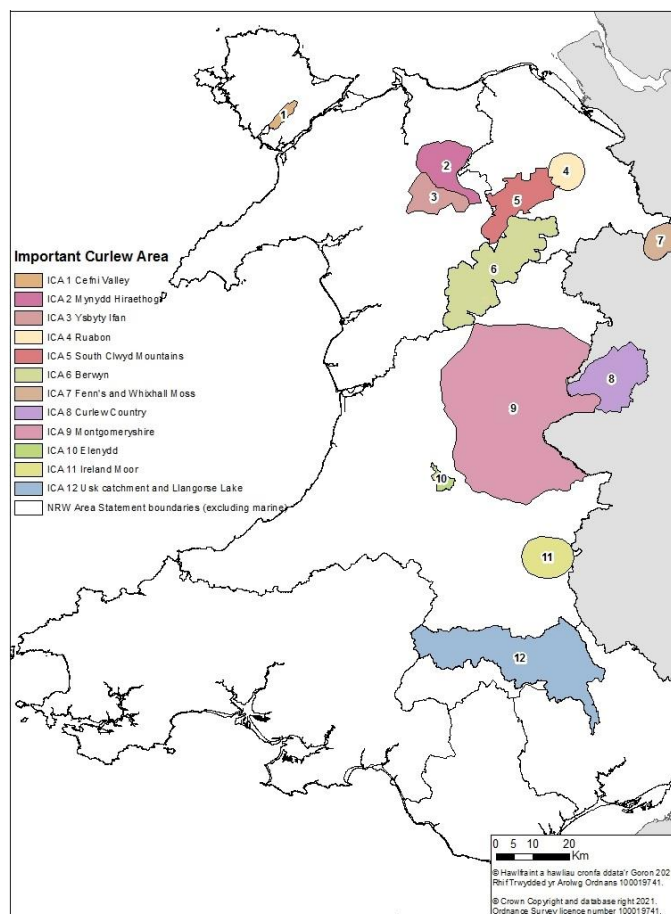 1
2
3
4
5
6
7
8
9
10
11
12
Important Curlew Area
ICA 1 Cefni Valley
ICA 2 Mynydd Hiraethog
ICA 3 Ysbyty Ifan
ICA 4 Ruabon
ICA 5 South Clwyd Mountains
ICA 6 Berwyn
ICA 7 Fenn's and Whixhall Moss
ICA 8 Curlew Country
ICA 9 Montgomeryshire
ICA 10 Elenydd
ICA 11 Ireland Moor
ICA 12 Usk catchment and Llangorse Lake
NRW Area Statement boundaries (excluding marine)
0 5 10 20
Km
© Hawlfraint a hawliau cronfa ddata'r Goron 202
Rhif Trwydded yr Arolwg Ordnans 100019741.
© Crown Copyright and database right 2021.
Ordnance Survey licence number 100019741.